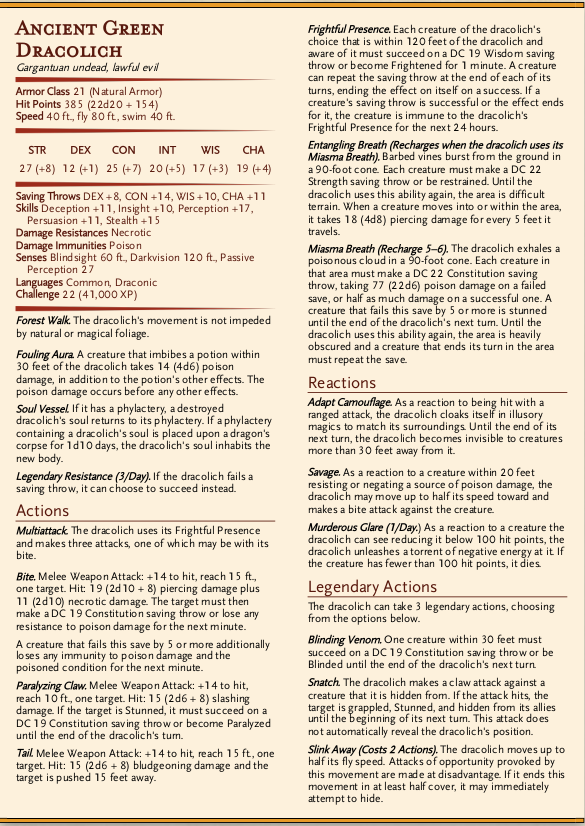 Ancient Green
Dracolich
Gargantuan undead, lawful evil
Armor Class 21 (Natural Armor)
Hit Points 385 (22d20 + 154)
Speed 40 ft., fly 80 ft., swim 40 ft.
STR DEX CON INT WIS CHA
27 (+8) 12 (+1) 25 (+7) 20 (+5) 17 (+3) 19 (+4)
Saving Throws DEX +8, CON +14, WIS +10, CHA +11
Skills Deception +11, Insight +10, Perception +17,
Persuasion +11, Stealth +15
Damage Resistances Necrotic
Damage Immunities Poison
Senses Blindsight 60 ft., Darkvision 120 ft., Passive
Perception 27
Languages Common, Draconic
Challenge 22 (41,000 XP)
Forest Walk. The dracolich's movement is not impeded
by natural or magical foliage.
Fouling Aura. A creature that imbibes a potion within
30 feet of the dracolich takes 14 (4d6) poison
damage, in addition to the potion's other effects. The
poison damage occurs before any other effects.
Soul Vessel. If it has a phylactery, a destroyed
dracolich's soul returns to its phylactery. If a phylactery
containing a dracolich's soul is placed upon a dragon's
corpse for 1d10 days, the dracolich's soul inhabits the
new body.
Legendary Resistance (3/Day). If the dracolich fails a
saving throw, it can choose to succeed instead.
Actions
Multiattack. The dracolich uses its Frightful Presence
and makes three attacks, one of which may be with its
bite.
Bite. Melee Weapon Attack: +14 to hit, reach 15 ft.,
one target. Hit: 19 (2d10 + 8) piercing damage plus
11 (2d10) necrotic damage. The target must then
make a DC 19 Constitution saving throw or lose any
resistance to poison damage for the next minute.
A creature that fails this save by 5 or more additionally
loses any immunity to poison damage and the
poisoned condition for the next minute.
Paralyzing Claw. Melee Weapon Attack: +14 to hit,
reach 10 ft., one target. Hit: 15 (2d6 + 8) slashing
damage. If the target is Stunned, it must succeed on a
DC 19 Constitution saving throw or become Paralyzed
until the end of the dracolich's turn.
Tail. Melee Weapon Attack: +14 to hit, reach 15 ft., one
target. Hit: 15 (2d6 + 8) bludgeoning damage and the
target is pushed 15 feet away.
Frightful Presence. Each creature of the dracolich's
choice that is within 120 feet of the dracolich and
aware of it must succeed on a DC 19 Wisdom saving
throw or become Frightened for 1 minute. A creature
can repeat the saving throw at the end of each of its
turns, ending the effect on itself on a success. If a
creature's saving throw is successful or the effect ends
for it, the creature is immune to the dracolich's
Frightful Presence for the next 24 hours.
Entangling Breath (Recharges when the dracolich uses its
Miasma Breath). Barbed vines burst from the ground in
a 90-foot cone. Each creature must make a DC 22
Strength saving throw or be restrained. Until the
dracolich uses this ability again, the area is difficult
terrain. When a creature moves into or within the area,
it takes 18 (4d8) piercing damage for every 5 feet it
travels.
Miasma Breath (Recharge 5–6). The dracolich exhales a
poisonous cloud in a 90-foot cone. Each creature in
that area must make a DC 22 Constitution saving
throw, taking 77 (22d6) poison damage on a failed
save, or half as much damage on a successful one. A
creature that fails this save by 5 or more is stunned
until the end of the dracolich's next turn. Until the
dracolich uses this ability again, the area is heavily
obscured and a creature that ends its turn in the area
must repeat the save.
Reactions
Adapt Camouflage. As a reaction to being hit with a
ranged attack, the dracolich cloaks itself in illusory
magics to match its surroundings. Until the end of its
next turn, the dracolich becomes invisible to creatures
more than 30 feet away from it.
Savage. As a reaction to a creature within 20 feet
resisting or negating a source of poison damage, the
dracolich may move up to half its speed toward and
makes a bite attack against the creature.
Murderous Glare (1/Day.) As a reaction to a creature the
dracolich can see reducing it below 100 hit points, the
dracolich unleashes a torrent of negative energy at it. If
the creature has fewer than 100 hit points, it dies.
Legendary Actions
The dracolich can take 3 legendary actions, choosing
from the options below.
Blinding Venom. One creature within 30 feet must
succeed on a DC 19 Constitution saving throw or be
Blinded until the end of the dracolich's next turn.
Snatch. The dracolich makes a claw attack against a
creature that it is hidden from. If the attack hits, the
target is grappled, Stunned, and hidden from its allies
until the beginning of its next turn. This attack does
not automatically reveal the dracolich's position.
Slink Away (Costs 2 Actions). The dracolich moves up to
half its fly speed. Attacks of opportunity provoked by
this movement are made at disadvantage. If it ends this
movement in at least half cover, it may immediately
attempt to hide.